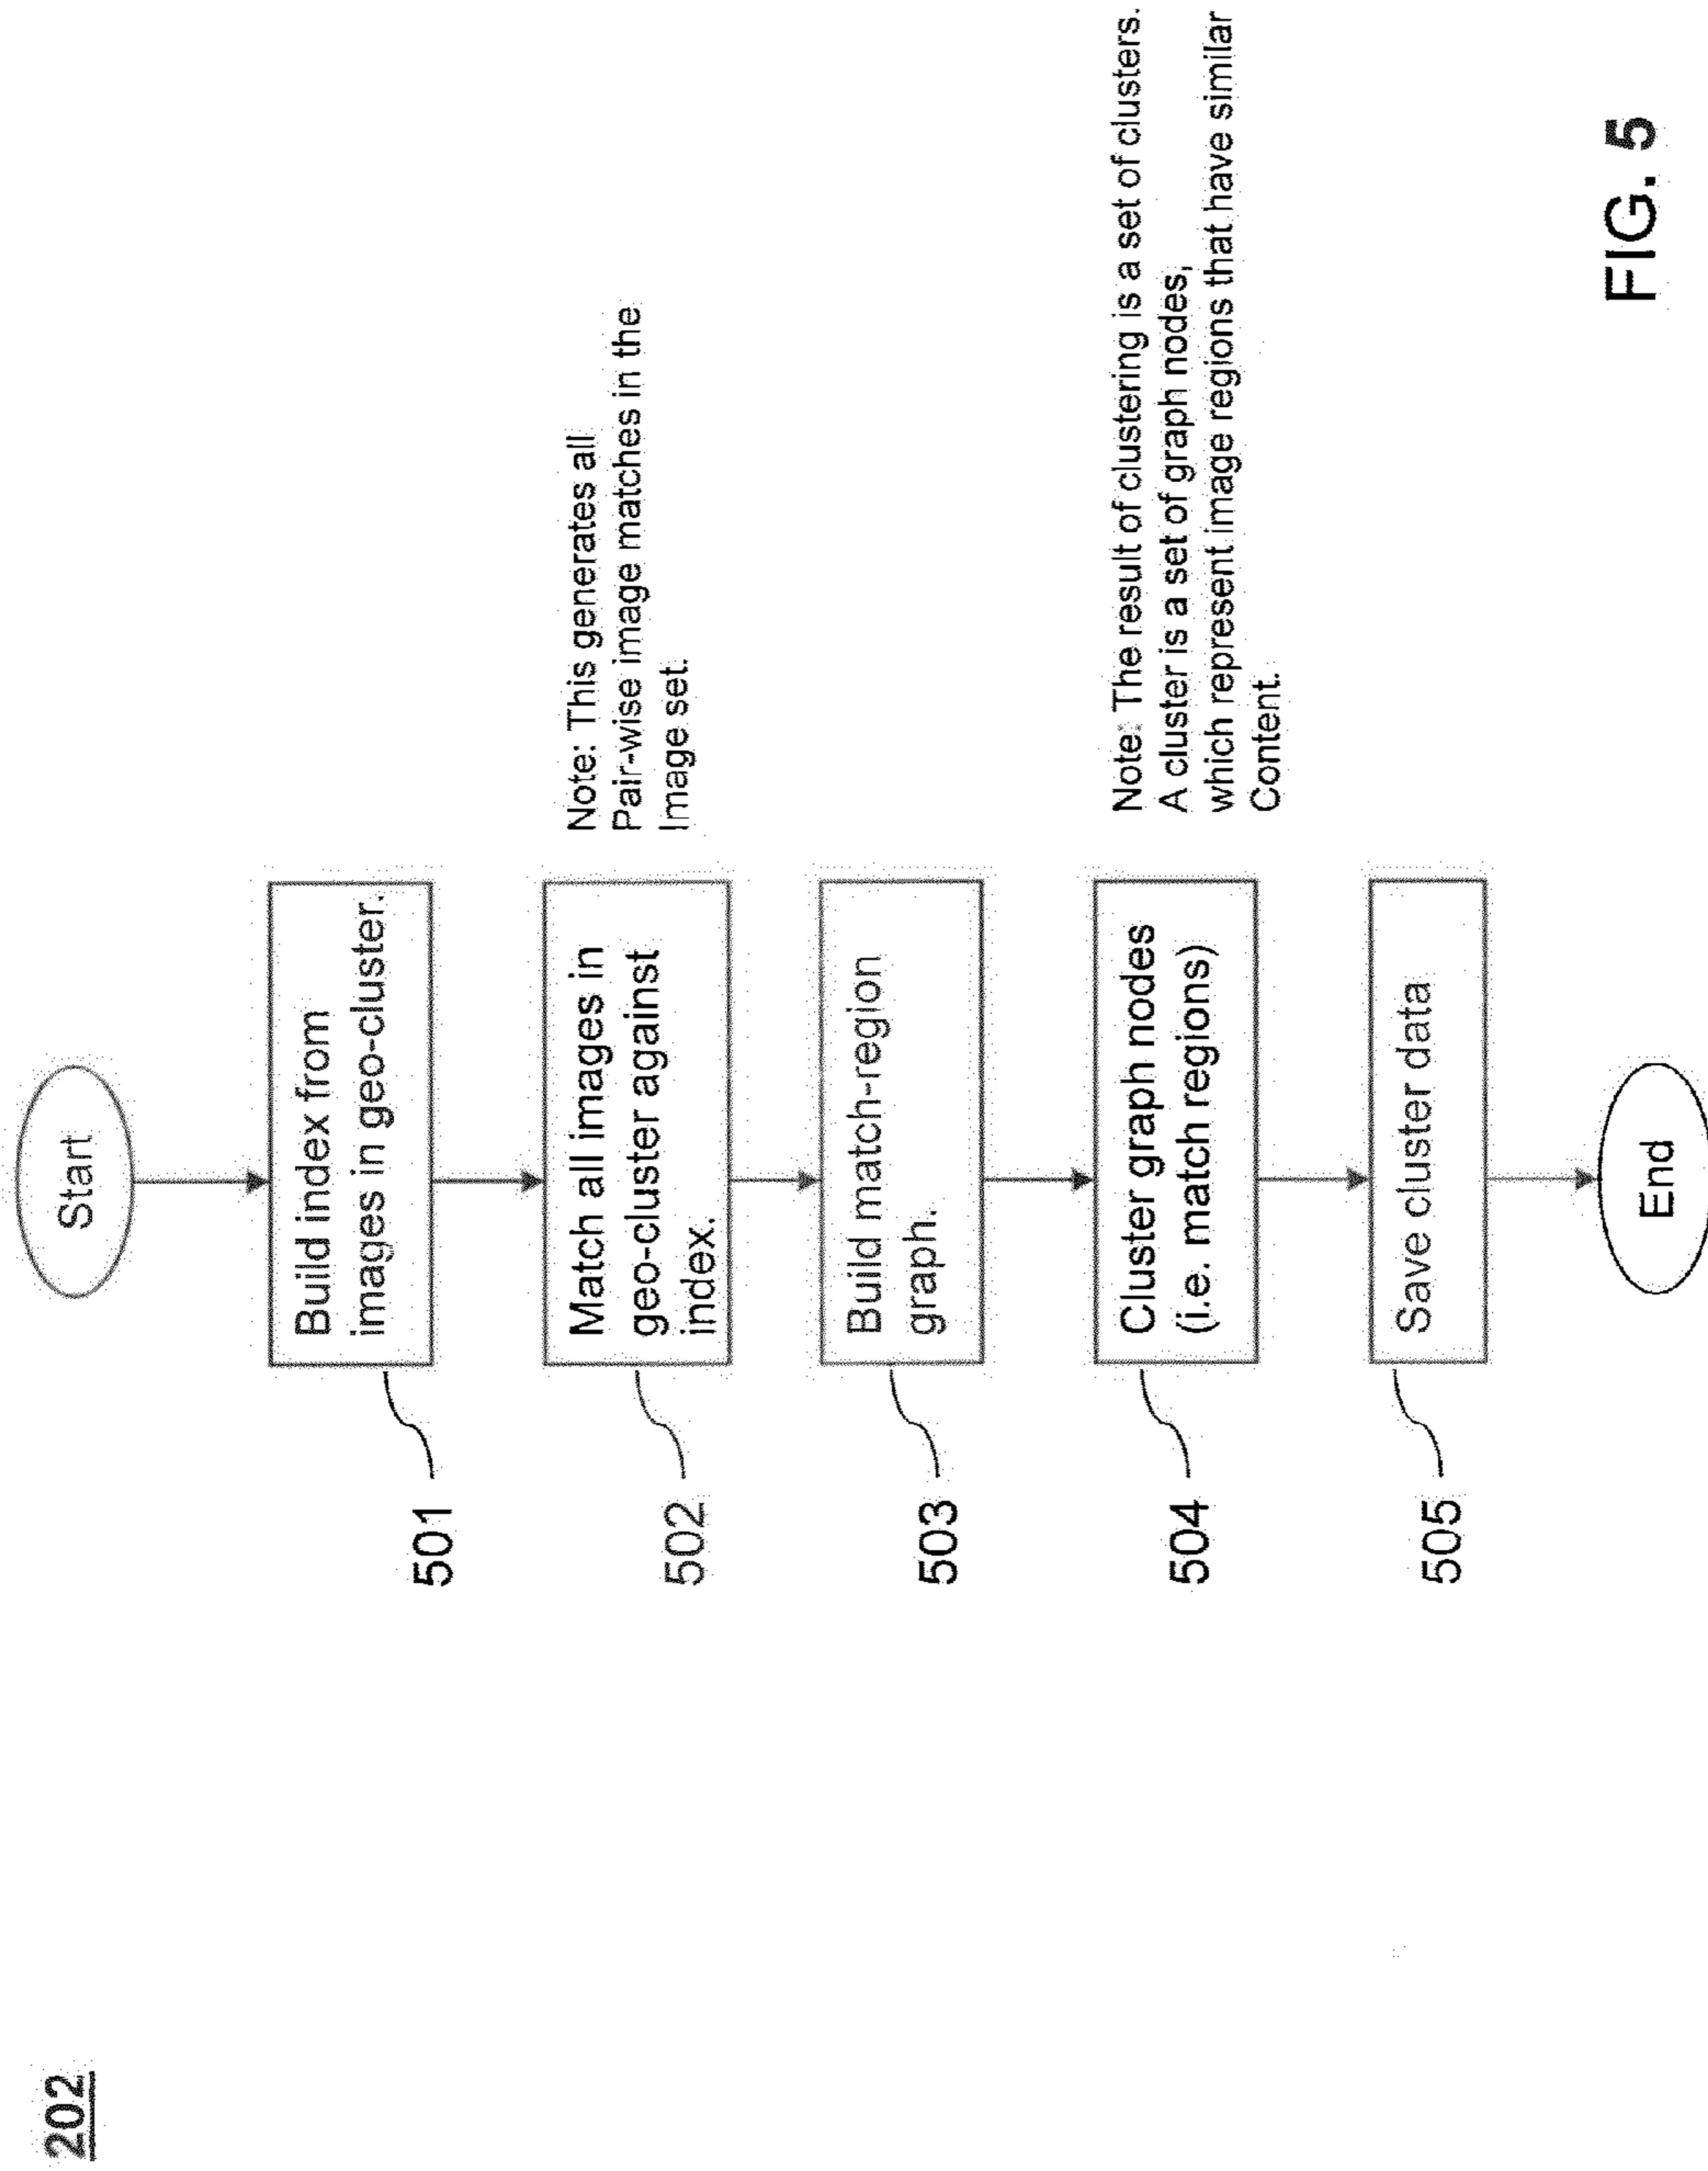 202
Start
501
Build index from
images in geo-cluster.
502
Match all images in
geo-cluster against
index.
Note: This generates all
Pair-wise image matches in the
Image set.
503
Build match-region
graph.
504
Cluster graph nodes
(i.e. match regions)
Note: The result of clustering is a set of clusters.
A cluster is a set of graph nodes,
which represent image regions that have similar
Content.
505
Save cluster data
End
FIG. 5